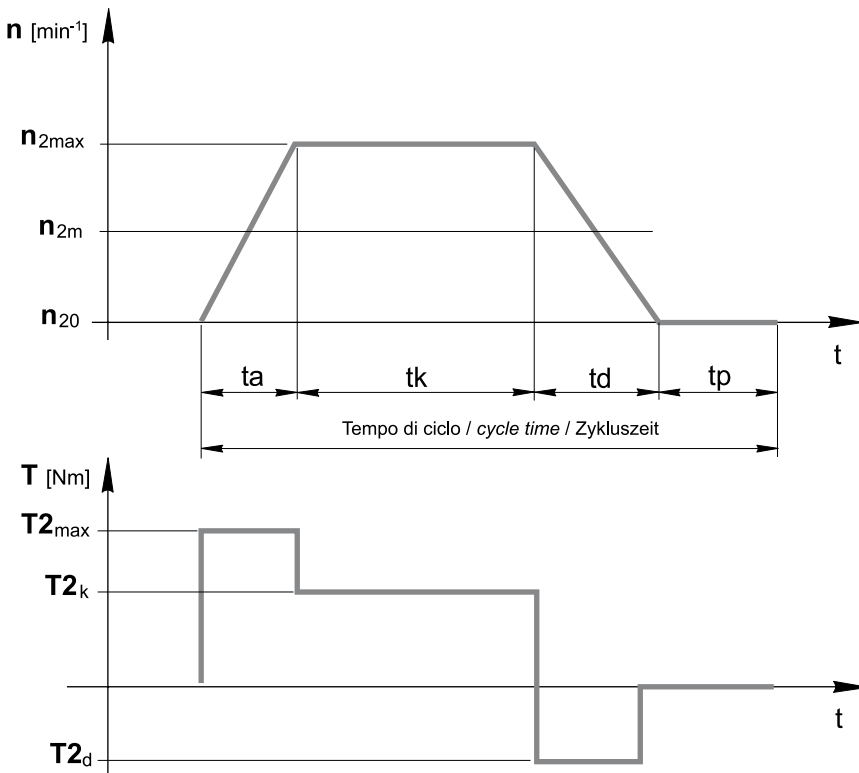 n [min-1]
n2max
n2m
n20
t
ta tk td tp
Tempo di ciclo / cycle time / Zykluszeit
T [Nm]
T2max
T2k
t
T2d